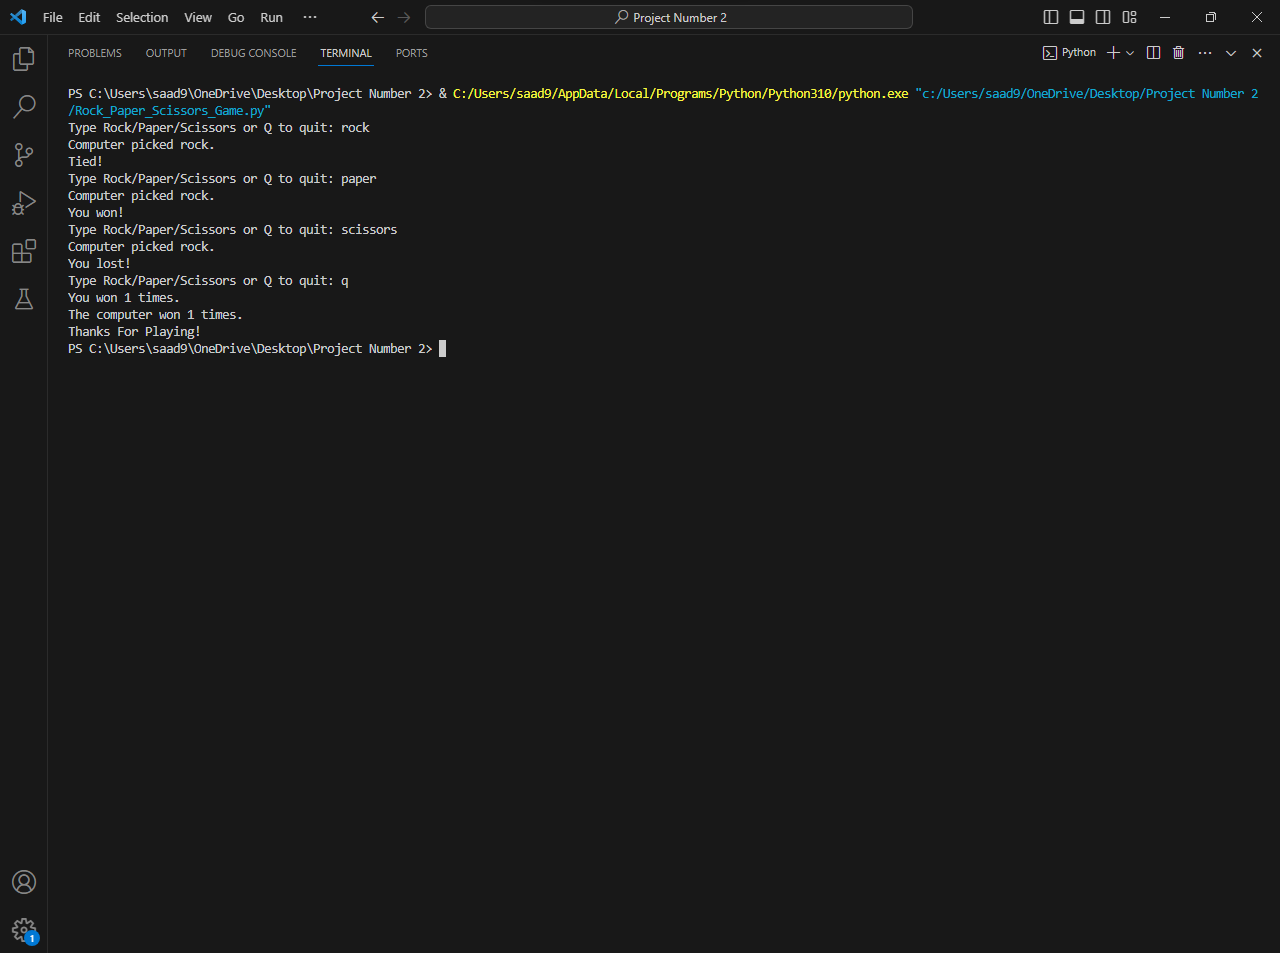 File Edit Selection View Go Run ··· Project Number 2
PROBLEMS OUTPUT DEBUG CONSOLE TERMINAL PORTS Python
PS C:\Users\saad9\OneDrive\Desktop\Project Number 2> & C:/Users/saad9/AppData/Local/Programs/Python/Python310/python.exe "c:/Users/saad9/OneDrive/Desktop/Project Number 2
/Rock_Paper_Scissors_Game.py"
Type Rock/Paper/Scissors or Q to quit: rock
Computer picked rock.
Tied!
Type Rock/Paper/Scissors or Q to quit: paper
Computer picked rock.
You won!
Type Rock/Paper/Scissors or Q to quit: scissors
Computer picked rock.
You lost!
Type Rock/Paper/Scissors or Q to quit: q
You won 1 times.
The computer won 1 times.
Thanks For Playing!
PS C:\Users\saad9\OneDrive\Desktop\Project Number 2>
1